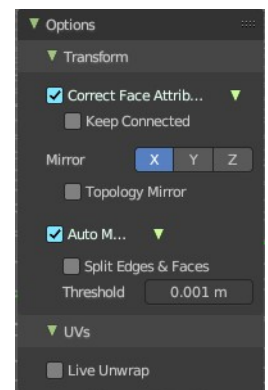 Options
Transform
Correct Face Attrib...
Keep Connected
Mirror X Y Z
Topology Mirror
Auto M...
Split Edges & Faces
Threshold 0.001 m
UVs
Live Unwrap